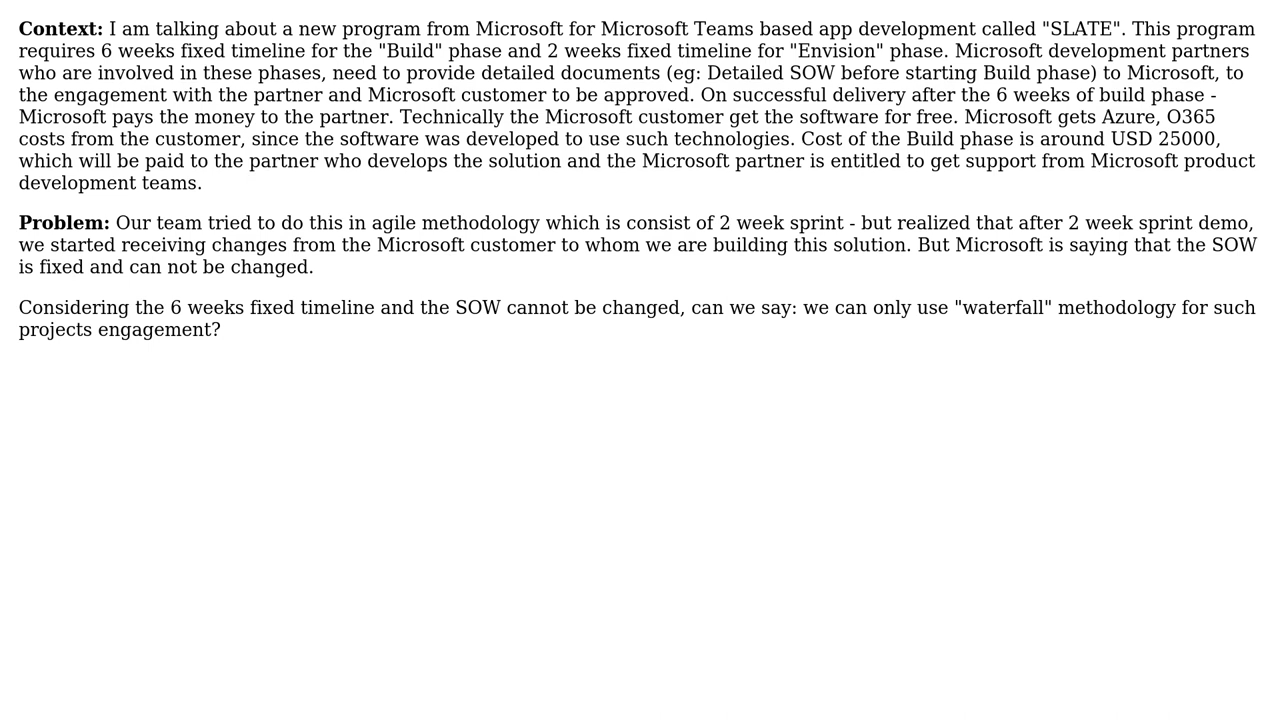 Context: I am talking about a new program from Microsoft for Microsoft Teams based app development called "SLATE". This program
requires 6 weeks fixed timeline for the "Build" phase and 2 weeks fixed timeline for "Envision" phase. Microsoft development partners
who are involved in these phases, need to provide detailed documents (eg: Detailed SOW before starting Build phase) to Microsoft, to
the engagement with the partner and Microsoft customer to be approved. On successful delivery after the 6 weeks of build phase -
Microsoft pays the money to the partner. Technically the Microsoft customer get the software for free. Microsoft gets Azure, O365
costs from the customer, since the software was developed to use such technologies. Cost of the Build phase is around USD 25000,
which will be paid to the partner who develops the solution and the Microsoft partner is entitled to get support from Microsoft product
development teams.
Problem: Our team tried to do this in agile methodology which is consist of 2 week sprint - but realized that after 2 week sprint demo,
we started receiving changes from the Microsoft customer to whom we are building this solution. But Microsoft is saying that the SOW
is fixed and can not be changed.
Considering the 6 weeks fixed timeline and the SOW cannot be changed, can we say: we can only use "waterfall" methodology for such
projects engagement?